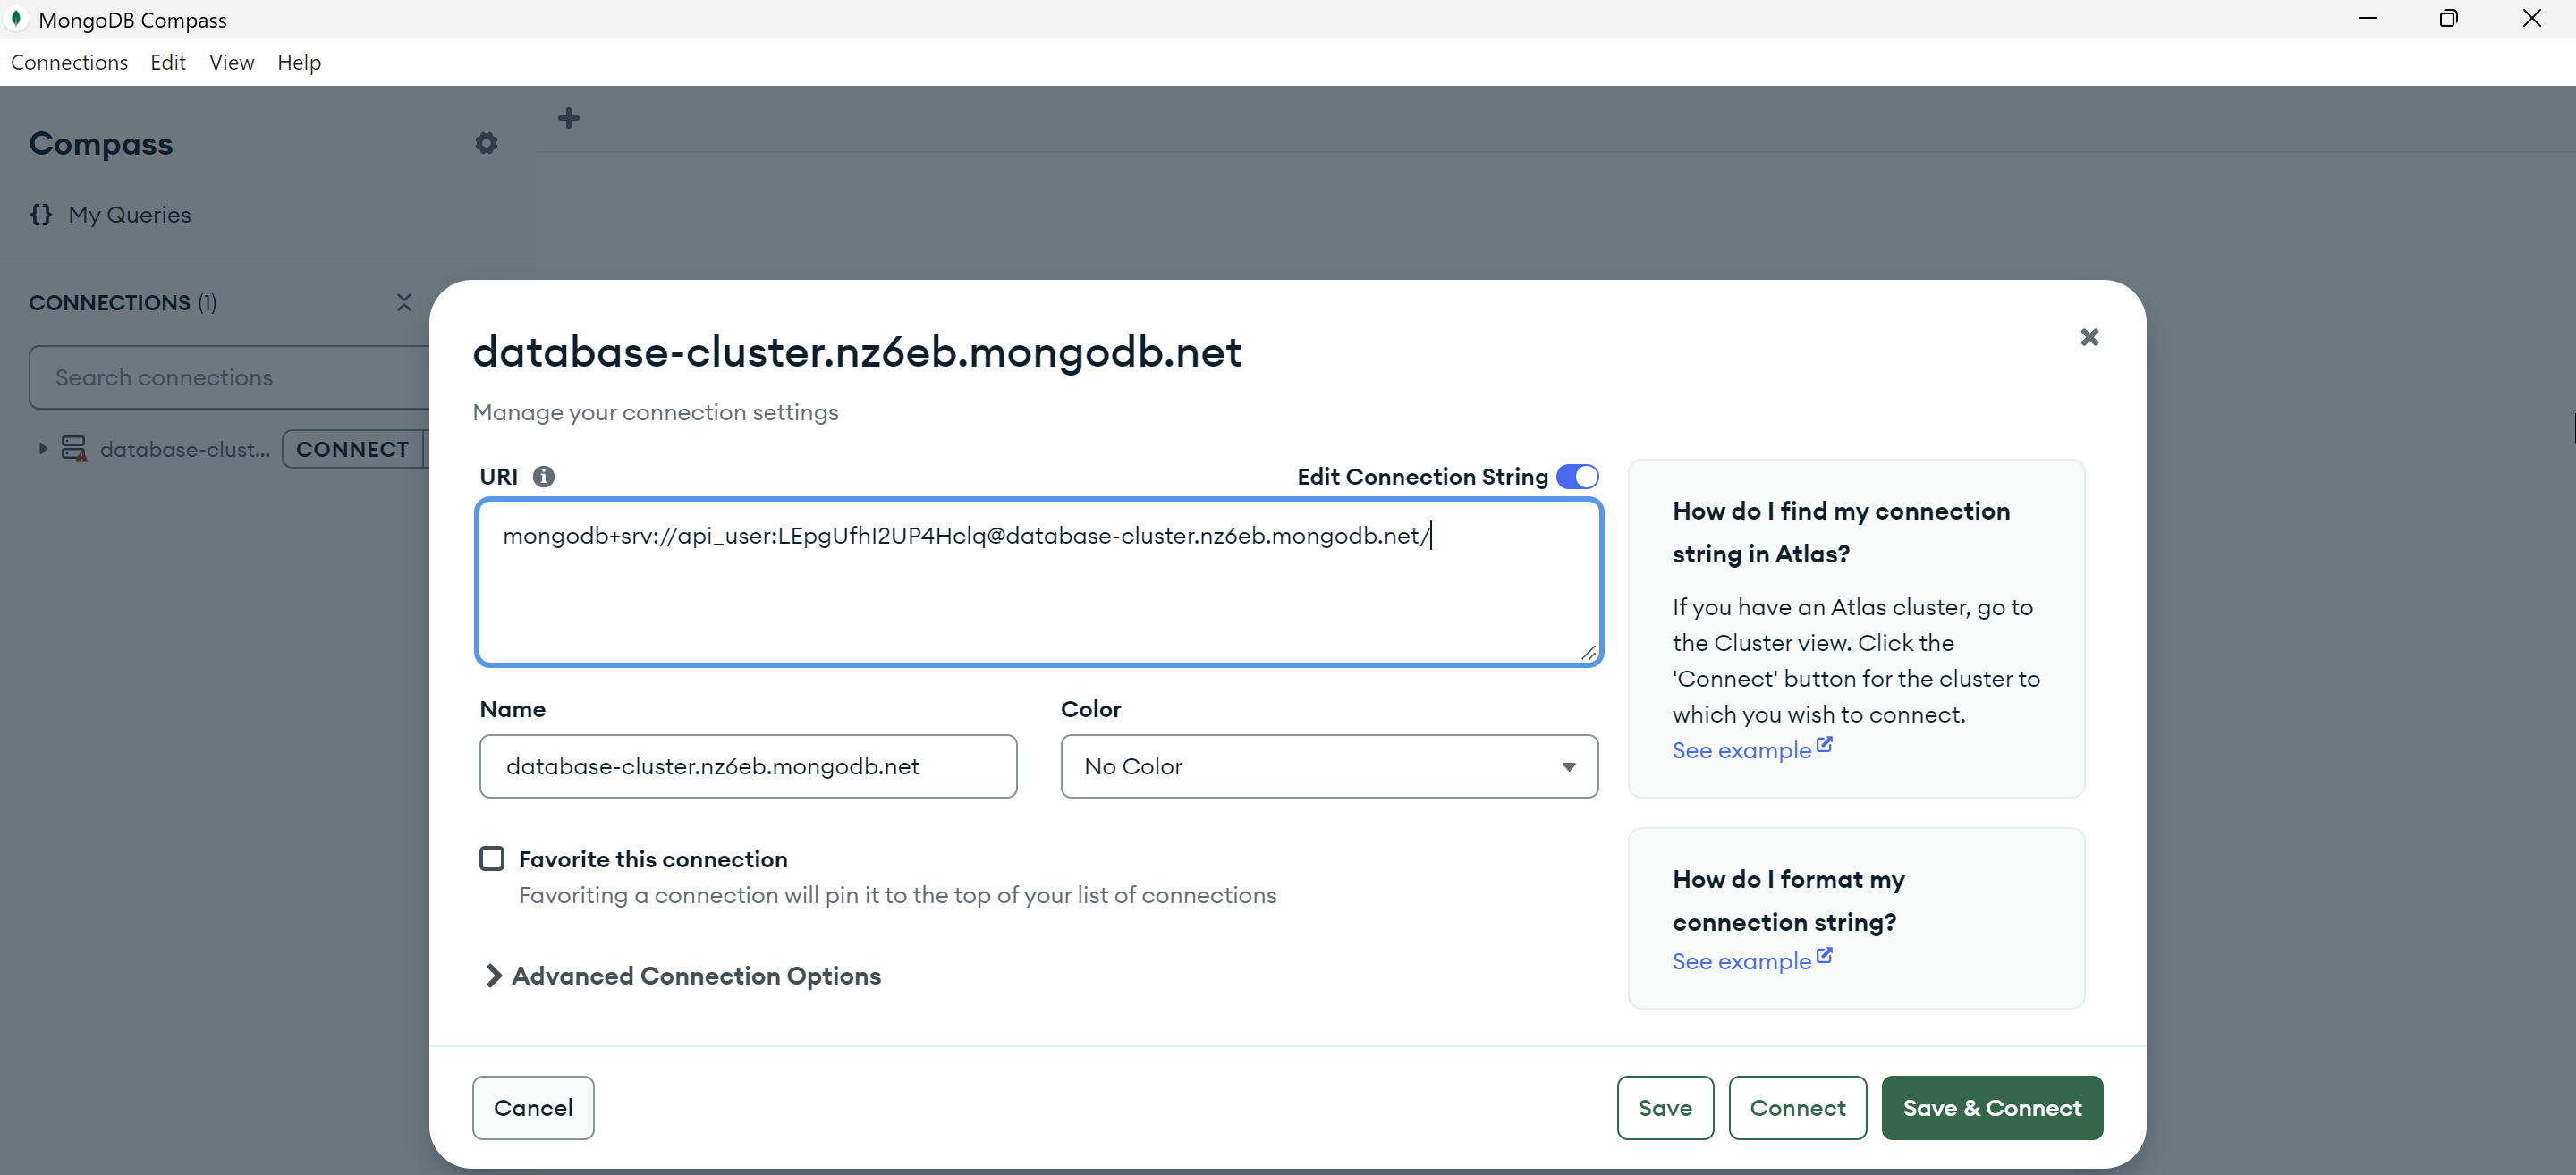 MongoDB Compass
Connections Edit View Help
Compass
{} My Queries
CONNECTIONS (1)
Search connections
database-clust... CONNECT
database-cluster.nz6eb.mongodb.net
Manage your connection settings
URI
Edit Connection String
mongodb+srv://api_user:LEpgUfhI2UP4Hclq@database-cluster.nz6eb.mongodb.net/
Name
Color
database-cluster.nz6eb.mongodb.net
No Color
Favorite this connection
Favoriting a connection will pin it to the top of your list of connections
Advanced Connection Options
How do I find my connection
string in Atlas?
If you have an Atlas cluster, go to
the Cluster view. Click the
'Connect' button for the cluster to
which you wish to connect.
See example
How do I format my
connection string?
See example
Cancel
Save
Connect
Save & Connect